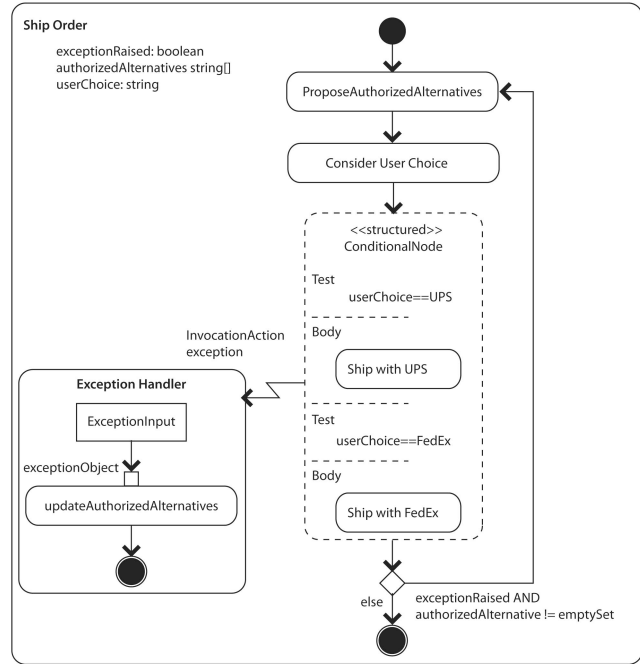 Ship Order
exceptionRaised: boolean
authorizedAlternatives string[]
userChoice: string
ProposeAuthorizedAlternatives
Consider User Choice
<<structured>>
ConditionalNode
Test
userChoice==UPS
Body
Ship with UPS
Test
userChoice==FedEx
Body
Ship with FedEx
InvocationAction
exception
Exception Handler
ExceptionInput
exceptionObject
updateAuthorizedAlternatives
else
exceptionRaised AND
authorizedAlternative != emptySet